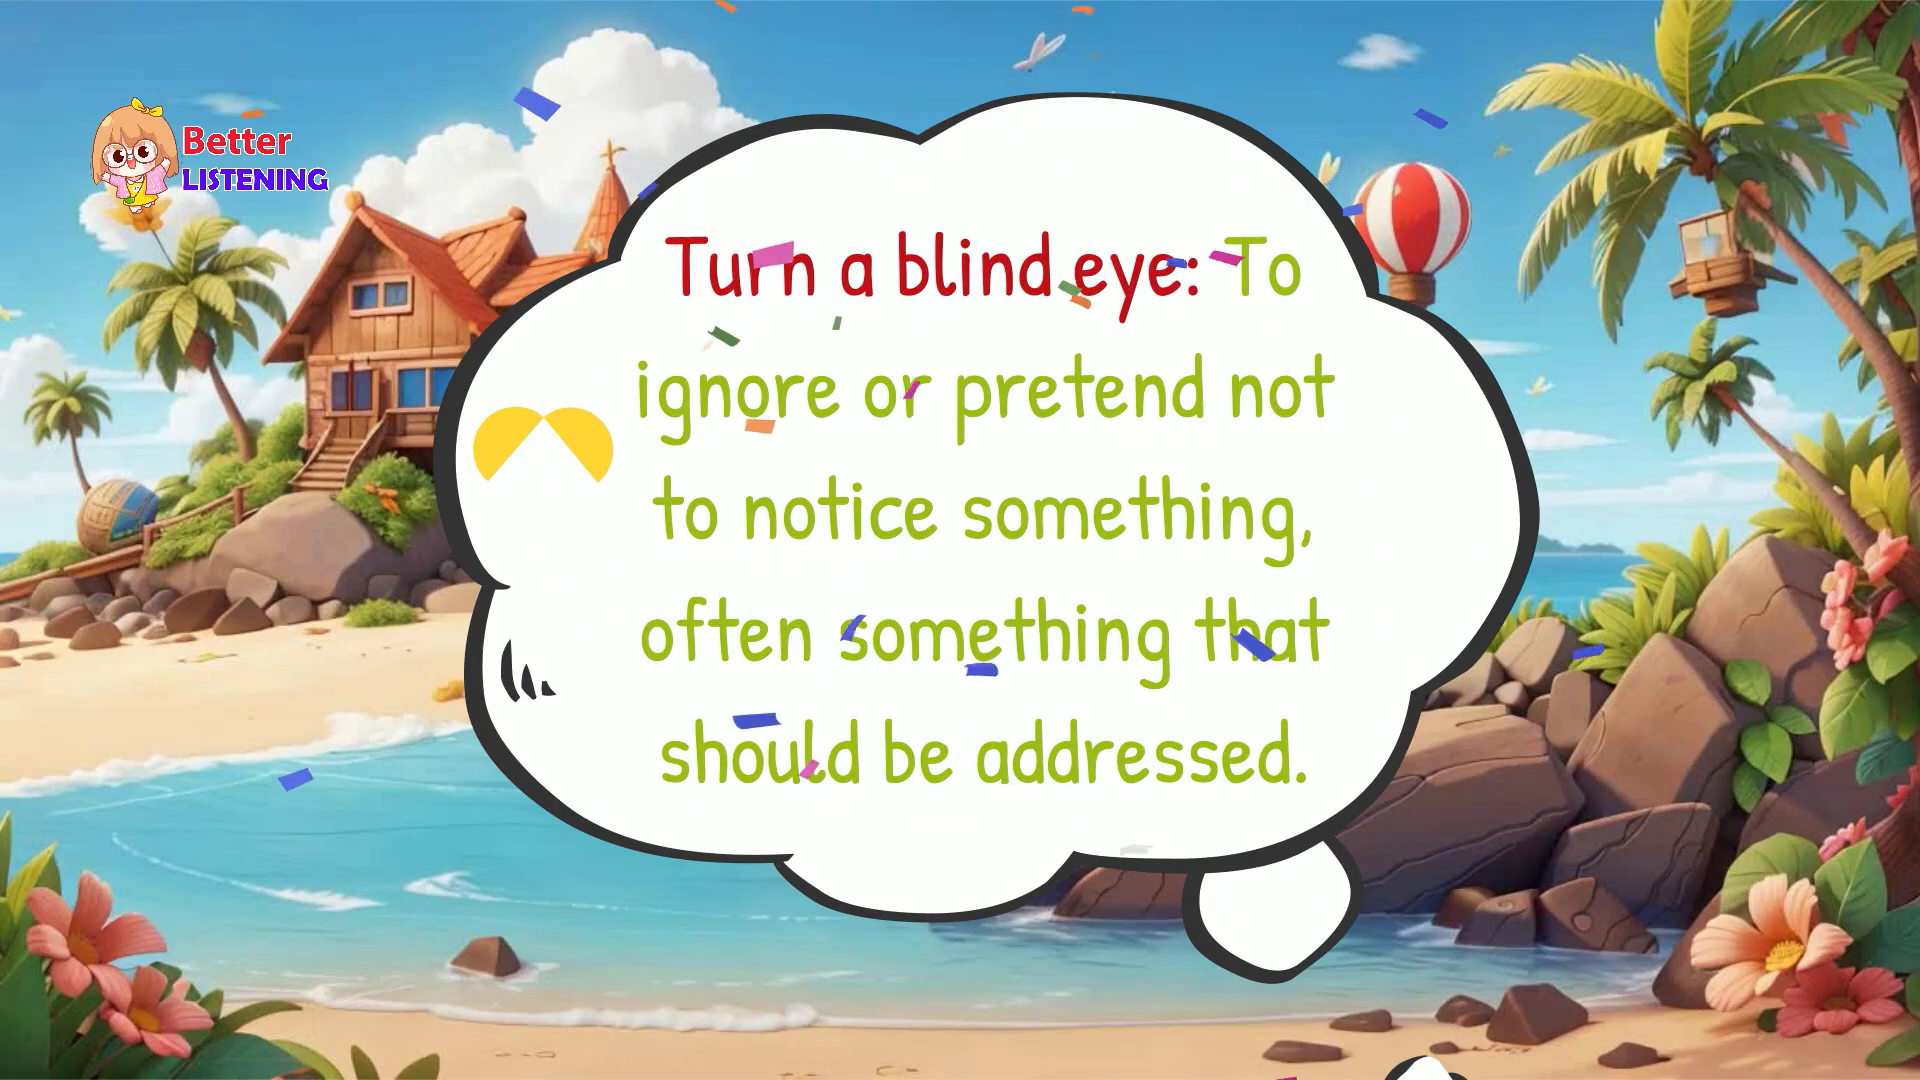 Better
LISTENING
Turn a blind eye: To
ignore or pretend not
to notice something,
often something that
should be addressed.